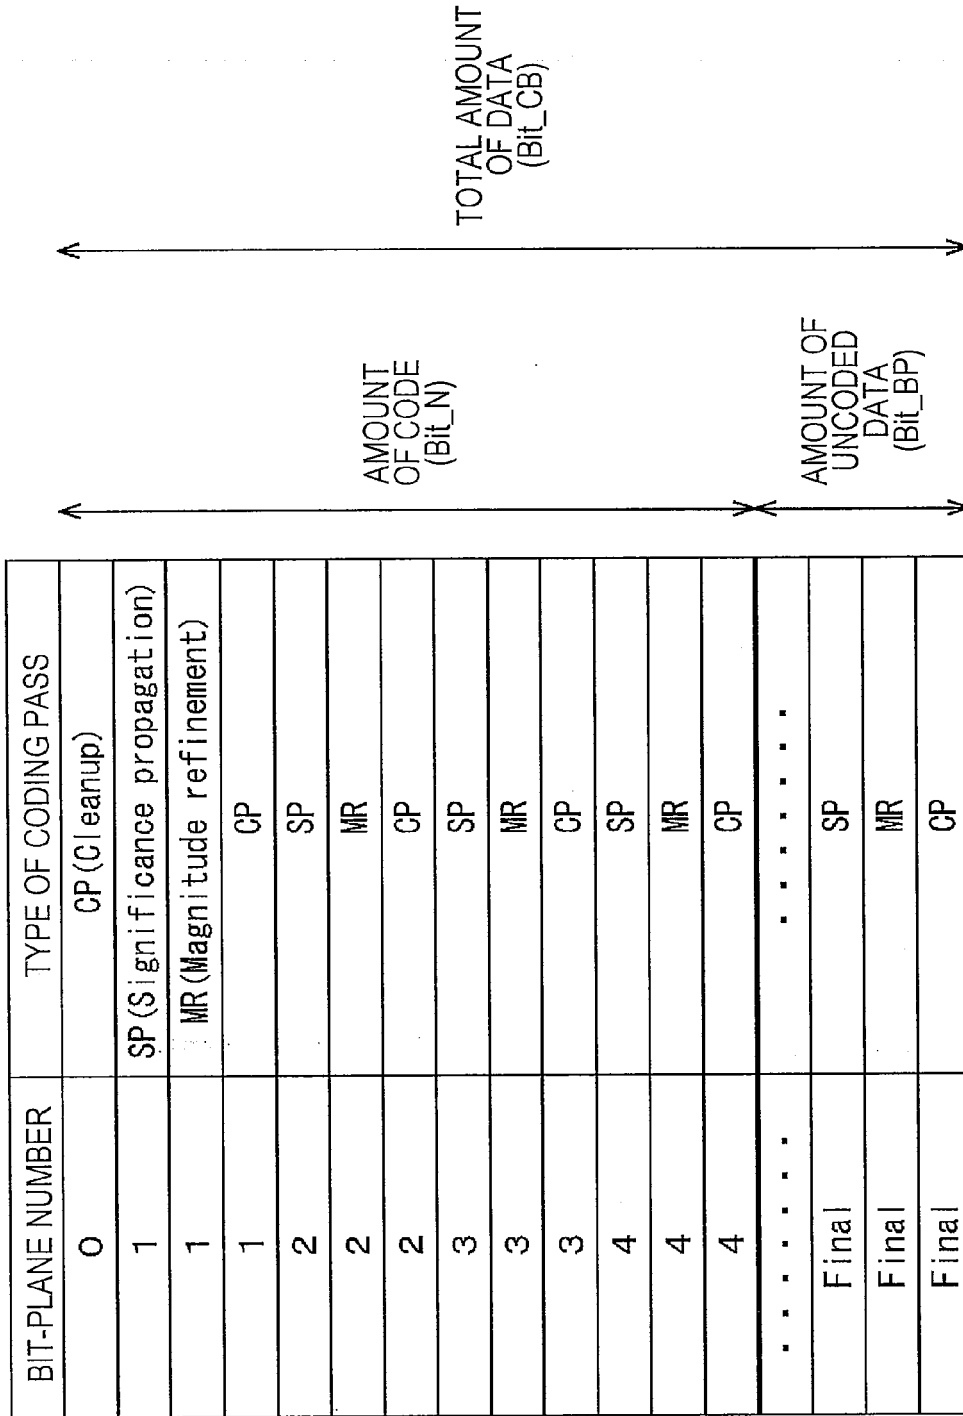 BIT-PLANE NUMBER TYPE OF CODING PASS
0 CP(Cleanup)
1 SP(Significance propagation)
1 MR(Magnitude refinement)
1 CP
2 SP
2 MR
2 CP
3 SP
3 MR
3 CP
4 SP
4 MR
4 CP
. . . . . . . . . . . . . . . .
Final SP
Final MR
Final CP
AMOUNT
OF CODE
(Bit_N)
AMOUNT OF
UNCODED
DATA
(Bit_BP)
TOTAL AMOUNT
OF DATA
(Bit_CB)